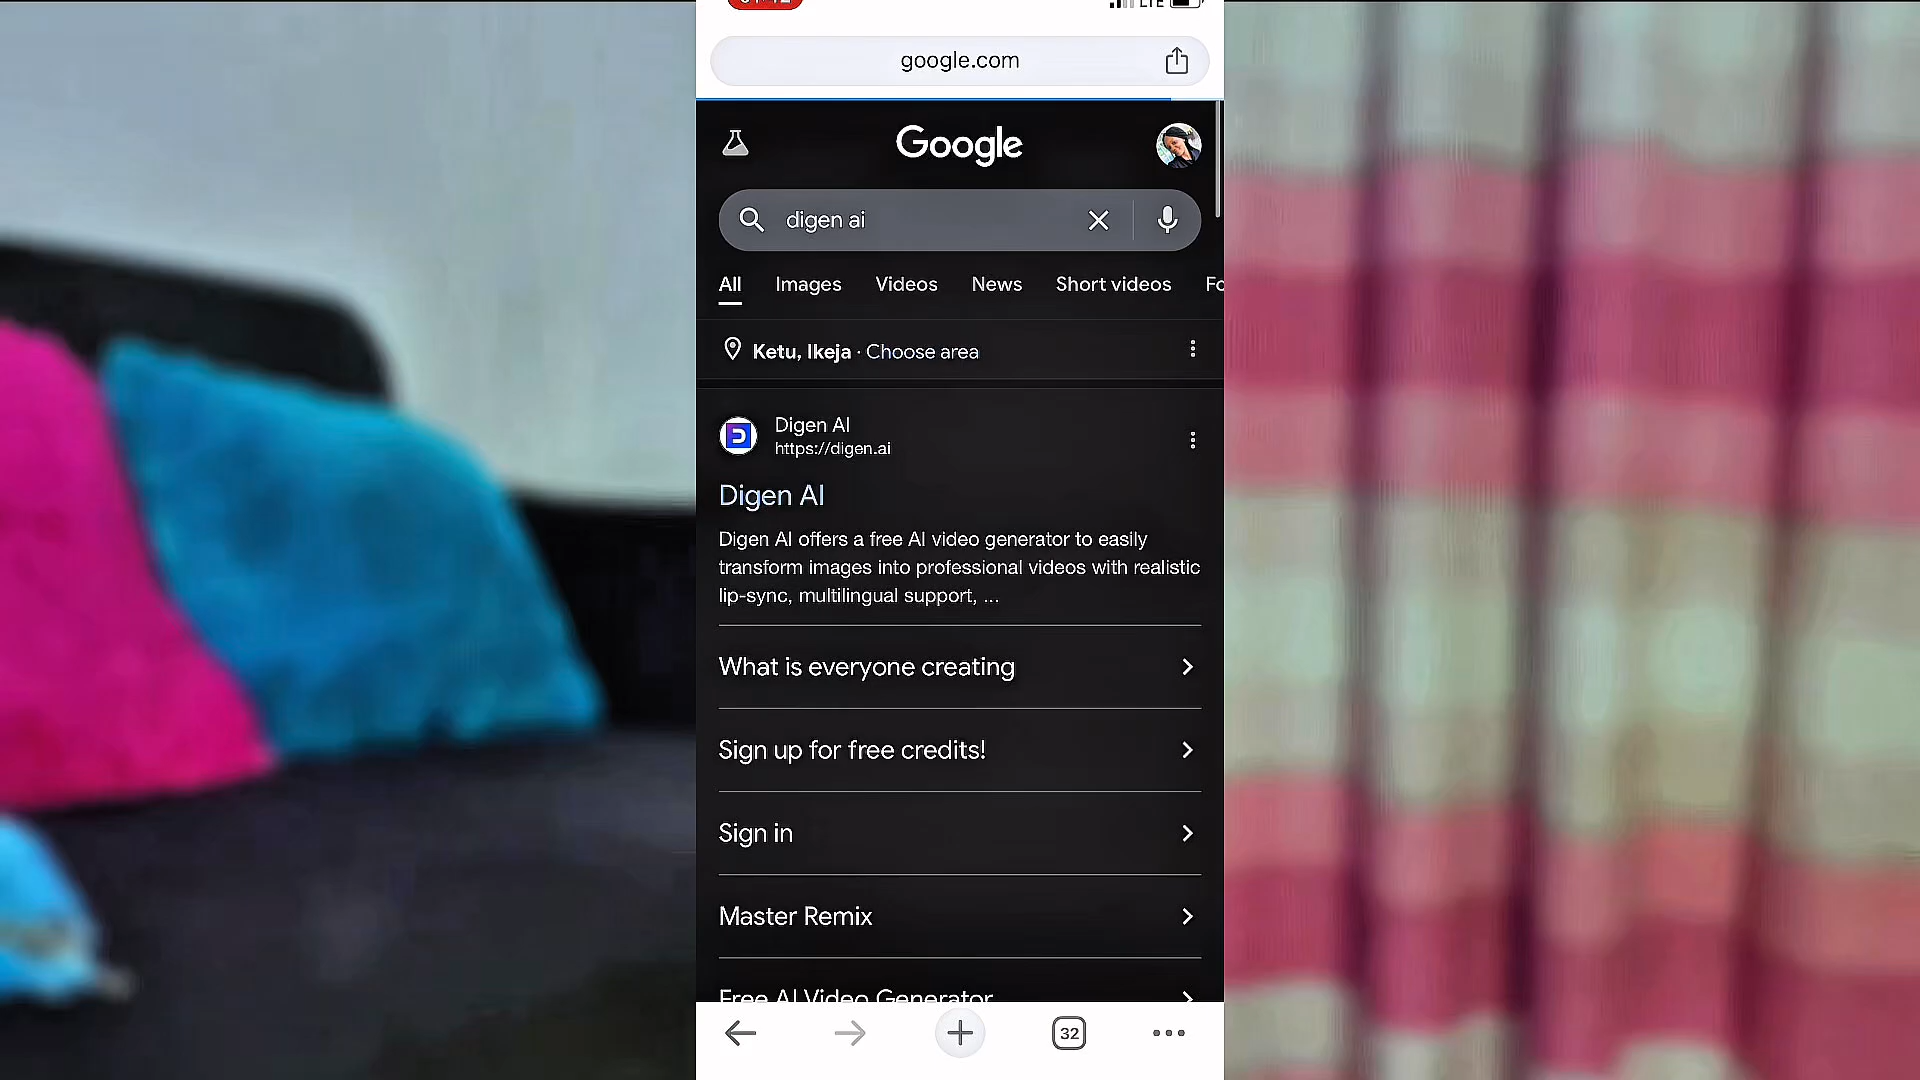 LTE
google.com
Google
digen ai
All Images Videos News Short videos Fo
Ketu, Ikeja · Choose area
Digen AI
https://digen.ai
Digen AI
Digen AI offers a free AI video generator to easily
transform images into professional videos with realistic
lip-sync, multilingual support, ...
What is everyone creating
Sign up for free credits!
Sign in
Master Remix
Free AI Video Generator
32